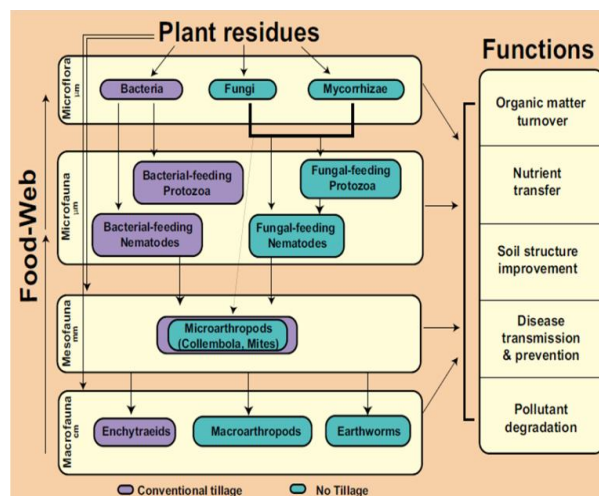 Plant residues
Functions
Food-Web
Microflora
µm
Bacteria
Fungi
Mycorrhizae
Microfauna
µm
Bacterial-feeding
Protozoa
Fungal-feeding
Protozoa
Bacterial-feeding
Nematodes
Fungal-feeding
Nematodes
Mesofauna
mm
Microarthropods
(Collembola, Mites)
Macrofauna
cm
Enchytraeids
Macroarthropods
Earthworms
Organic matter
turnover
Nutrient
transfer
Soil structure
improvement
Disease
transmission
& prevention
Pollutant
degradation
Conventional tillage
No Tillage